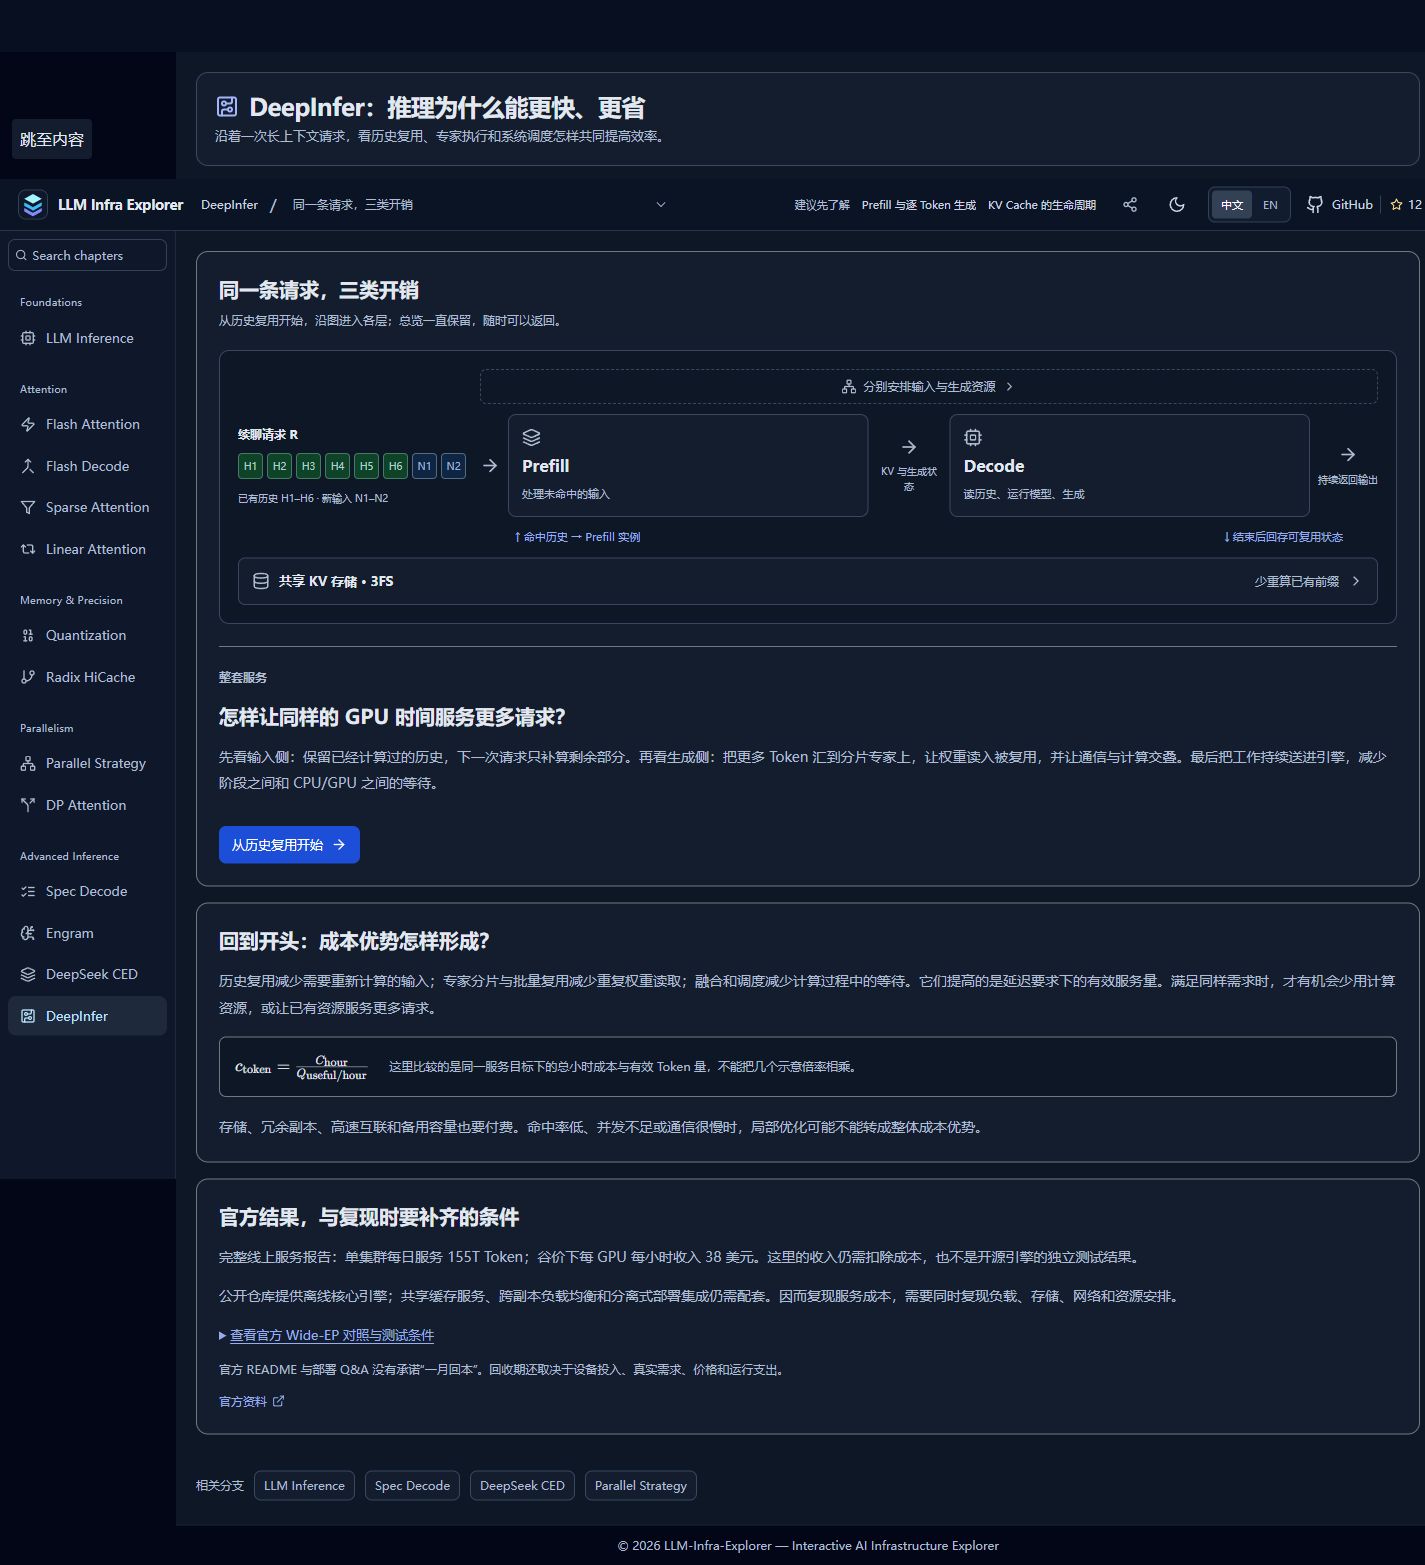 DeepInfer：推理为什么能更快、更省
沿着一次长上下文请求，看历史复用、专家执行和系统调度怎样共同提高效率。
跳至内容
LLM Infra Explorer
DeepInfer / 同一条请求，三类开销
建议先了解 Prefill 与逐 Token 生成 KV Cache 的生命周期
中文 EN
GitHub
12
Search chapters
Foundations
LLM Inference
Attention
Flash Attention
Flash Decode
Sparse Attention
Linear Attention
Memory & Precision
Quantization
Radix HiCache
Parallelism
Parallel Strategy
DP Attention
Advanced Inference
Spec Decode
Engram
DeepSeek CED
DeepInfer
同一条请求，三类开销
从历史复用开始，沿图进入各层；总览一直保留，随时可以返回。
分别安排输入与生成资源
续聊请求 R
H1 H2 H3 H4 H5 H6 N1 N2
已有历史 H1–H6 · 新输入 N1–N2
Prefill
处理未命中的输入
KV 与生成状
态
Decode
读历史、运行模型、生成
持续返回输出
↑ 命中历史 → Prefill 实例
↓ 结束后回存可复用状态
共享 KV 存储 • 3FS
少重算已有前缀
整套服务
怎样让同样的 GPU 时间服务更多请求？
先看输入侧：保留已经计算过的历史，下一次请求只补算剩余部分。再看生成侧：把更多 Token 汇到分片专家上，让权重读入被复用，并让通信与计算交叠。最后把工作持续送进引擎，减少
阶段之间和 CPU/GPU 之间的等待。
从历史复用开始 →
回到开头：成本优势怎样形成？
历史复用减少需要重新计算的输入；专家分片与批量复用减少重复权重读取；融合和调度减少计算过程中的等待。它们提高的是延迟要求下的有效服务量。满足同样需求时，才有机会少用计算
资源，或让已有资源服务更多请求。
c_token = C_hour / Q_useful/hour
这里比较的是同一服务目标下的总小时成本与有效 Token 量，不能把几个示意倍率相乘。
存储、冗余副本、高速互联和备用容量也要付费。命中率低、并发不足或通信很慢时，局部优化可能不能转成整体成本优势。
官方结果，与复现时要补齐的条件
完整线上服务报告：单集群每日服务 155T Token；谷价下每 GPU 每小时收入 38 美元。这里的收入仍需扣除成本，也不是开源引擎的独立测试结果。
公开仓库提供离线核心引擎；共享缓存服务、跨副本负载均衡和分离式部署集成仍需配套。因而复现服务成本，需要同时复现负载、存储、网络和资源安排。
▶ 查看官方 Wide-EP 对照与测试条件
官方 README 与部署 Q&A 没有承诺“一月回本”。回收期还取决于设备投入、真实需求、价格和运行支出。
官方资料
相关分支 LLM Inference Spec Decode DeepSeek CED Parallel Strategy
© 2026 LLM-Infra-Explorer — Interactive AI Infrastructure Explorer